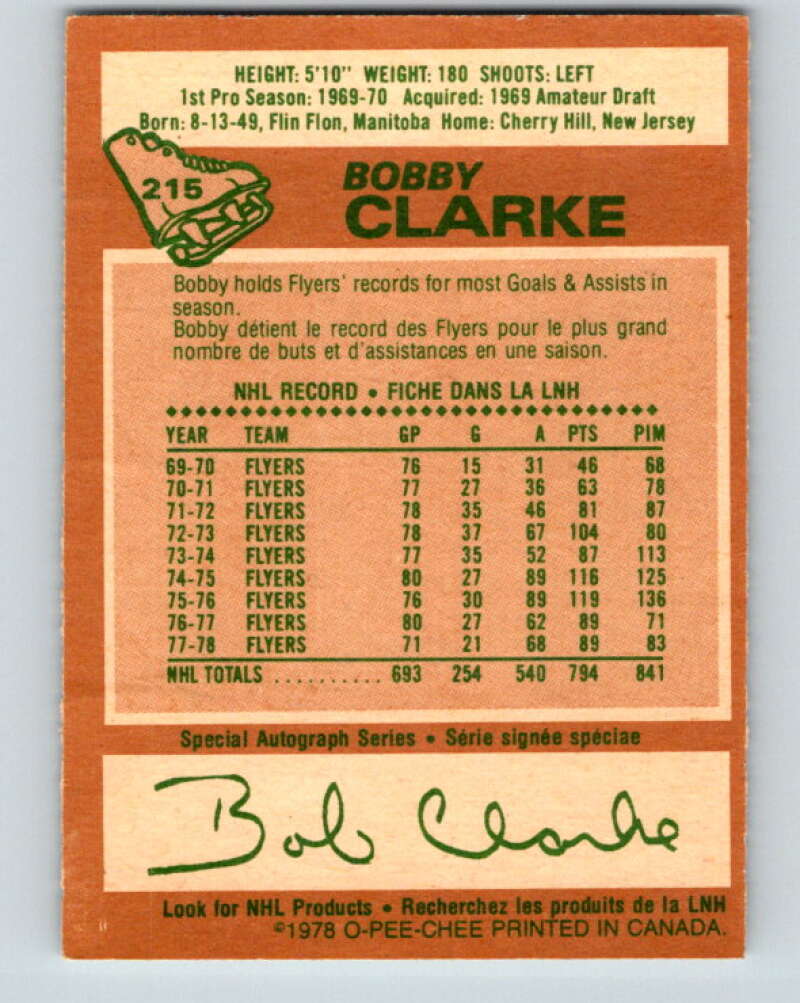 HEIGHT: 5'10" WEIGHT: 180 SHOOTS: LEFT
1st Pro Season: 1969-70 Acquired: 1969 Amateur Draft
Born: 8-13-49, Flin Flon, Manitoba Home: Cherry Hill, New Jersey
215
BOBBY
CLARKE
Bobby holds Flyers' records for most Goals & Assists in
season.
Bobby détient le record des Flyers pour le plus grand
nombre de buts et d'assistances en une saison.
NHL RECORD • FICHE DANS LA LNH
YEAR TEAM GP G A PTS PIM
69-70 FLYERS 76 15 31 46 68
70-71 FLYERS 77 27 36 63 78
71-72 FLYERS 78 35 46 81 87
72-73 FLYERS 78 37 67 104 80
73-74 FLYERS 77 35 52 87 113
74-75 FLYERS 80 27 89 116 125
75-76 FLYERS 76 30 89 119 136
76-77 FLYERS 80 27 62 89 71
77-78 FLYERS 71 21 68 89 83
NHL TOTALS .......... 693 254 540 794 841
Special Autograph Series • Série signée spéciae
Bob Clarke
Look for NHL Products • Recherchez les produits de la LNH
©1978 O-PEE-CHEE PRINTED IN CANADA.